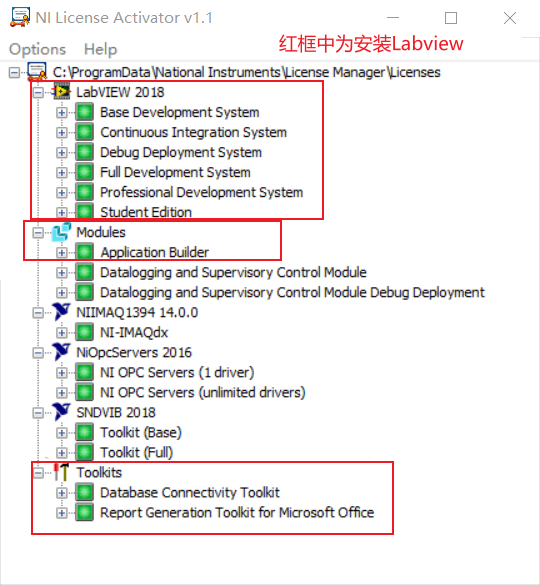 NI License Activator v1.1
Options Help
红框中为安装Labview
C:\ProgramData\National Instruments\License Manager\Licenses
LabVIEW 2018
Base Development System
Continuous Integration System
Debug Deployment System
Full Development System
Professional Development System
Student Edition
Modules
Application Builder
Datalogging and Supervisory Control Module
Datalogging and Supervisory Control Module Debug Deployment
NIIMAQ1394 14.0.0
NI-IMAQdx
NiOpcServers 2016
NI OPC Servers (1 driver)
NI OPC Servers (unlimited drivers)
SNDVIB 2018
Toolkit (Base)
Toolkit (Full)
Toolkits
Database Connectivity Toolkit
Report Generation Toolkit for Microsoft Office